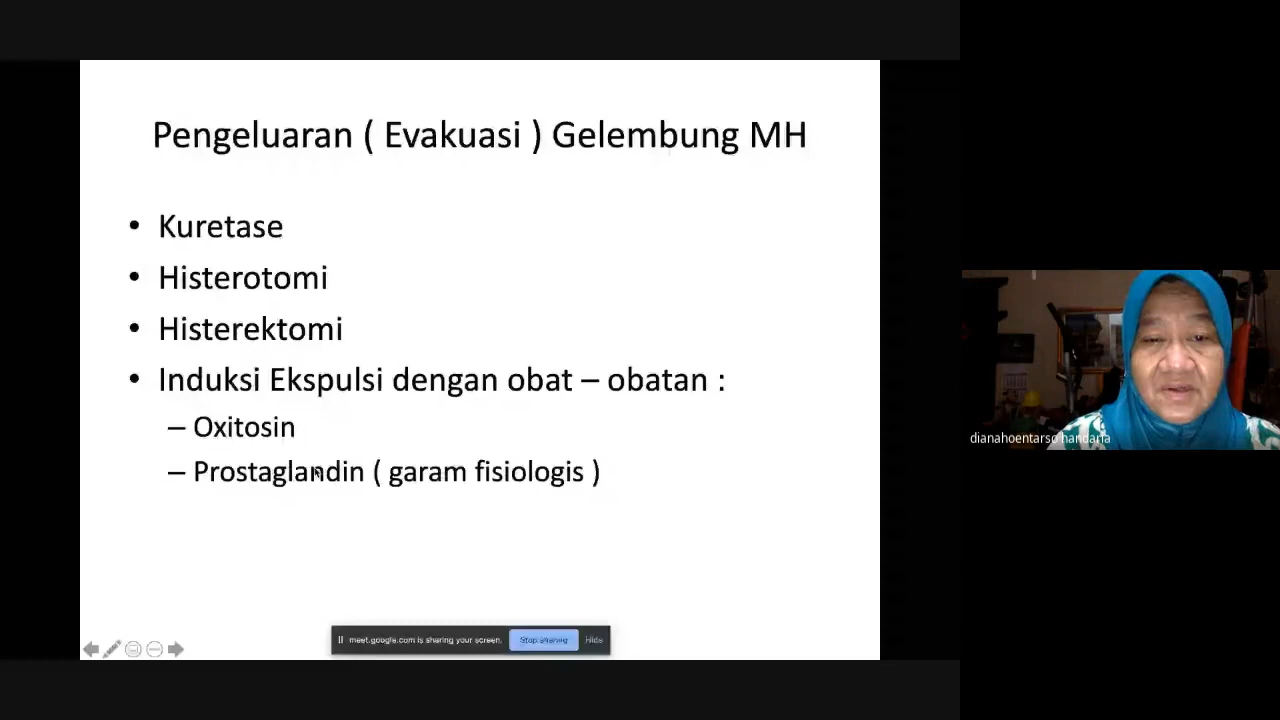 Pengeluaran ( Evakuasi ) Gelembung MH
• Kuretase
• Histerotomi
• Histerektomi
• Induksi Ekspulsi dengan obat – obatan :
– Oxitosin
– Prostaglandin ( garam fisiologis )
dianahoentarso handaria
meet.google.com is sharing your screen. Stop sharing Hide